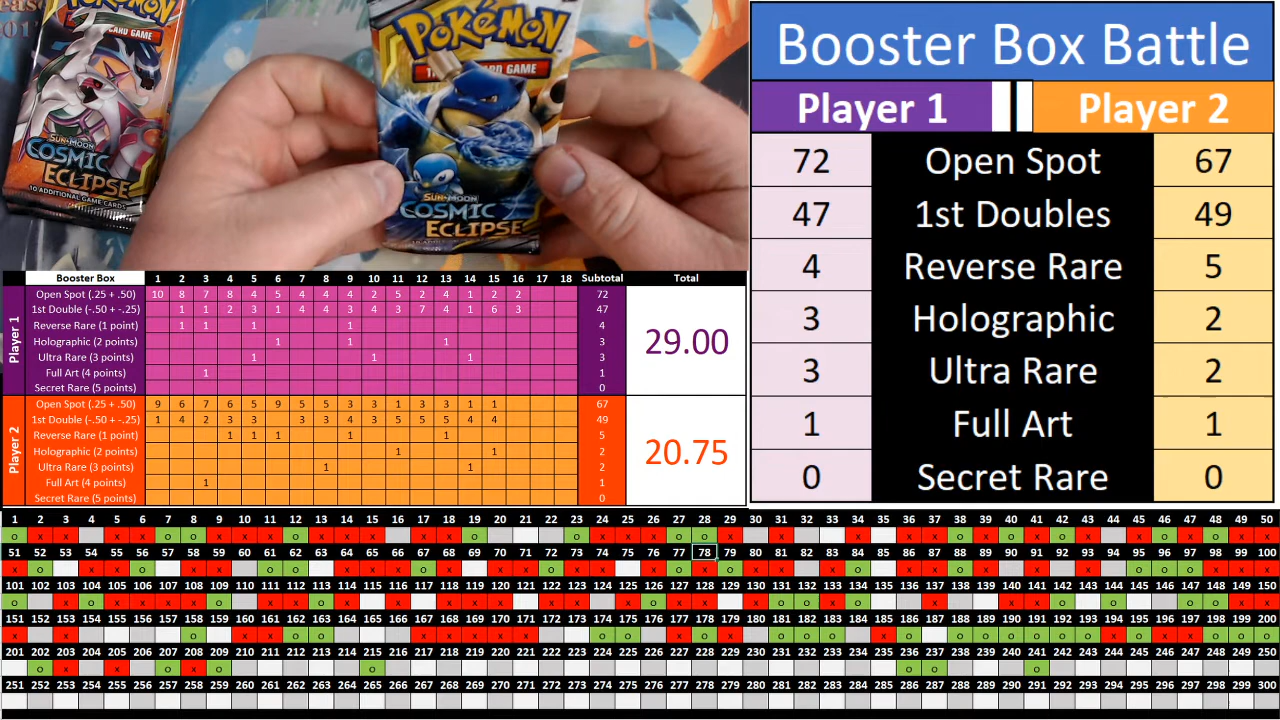 Pokémon
CARD GAME
SUN & MOON
COSMIC
ECLIPSE
10 ADDITIONAL GAME CARDS
Pokémon
CARD GAME
SUN & MOON
COSMIC
ECLIPSE
Booster Box Battle
Player 1 Player 2
72 Open Spot 67
47 1st Doubles 49
4 Reverse Rare 5
3 Holographic 2
3 Ultra Rare 2
1 Full Art 1
0 Secret Rare 0
Booster Box 1 2 3 4 5 6 7 8 9 10 11 12 13 14 15 16 17 18 Subtotal Total
Player 1
Open Spot (.25 + .50) 10 8 7 8 4 5 4 4 4 2 5 2 4 1 2 2 72
1st Double (-.50 + -.25) 1 1 2 3 1 4 4 3 4 3 7 4 1 6 3 47
Reverse Rare (1 point) 1 1 1 1 4
Holographic (2 points) 1 1 1 3
Ultra Rare (3 points) 1 1 1 3
Full Art (4 points) 1 1
Secret Rare (5 points) 0
29.00
Player 2
Open Spot (.25 + .50) 9 6 7 6 5 9 5 5 3 3 1 3 3 1 1 67
1st Double (-.50 + -.25) 1 4 2 3 3 3 3 4 3 5 5 5 4 4 49
Reverse Rare (1 point) 1 1 1 1 1 5
Holographic (2 points) 1 1 2
Ultra Rare (3 points) 1 1 2
Full Art (4 points) 1 1
Secret Rare (5 points) 0
20.75
1 2 3 4 5 6 7 8 9 10 11 12 13 14 15 16 17 18 19 20 21 22 23 24 25 26 27 28 29 30 31 32 33 34 35 36 37 38 39 40 41 42 43 44 45 46 47 48 49 50
51 52 53 54 55 56 57 58 59 60 61 62 63 64 65 66 67 68 69 70 71 72 73 74 75 76 77 78 79 80 81 82 83 84 85 86 87 88 89 90 91 92 93 94 95 96 97 98 99 100
101 102 103 104 105 106 107 108 109 110 111 112 113 114 115 116 117 118 119 120 121 122 123 124 125 126 127 128 129 130 131 132 133 134 135 136 137 138 139 140 141 142 143 144 145 146 147 148 149 150
151 152 153 154 155 156 157 158 159 160 161 162 163 164 165 166 167 168 169 170 171 172 173 174 175 176 177 178 179 180 181 182 183 184 185 186 187 188 189 190 191 192 193 194 195 196 197 198 199 200
201 202 203 204 205 206 207 208 209 210 211 212 213 214 215 216 217 218 219 220 221 222 223 224 225 226 227 228 229 230 231 232 233 234 235 236 237 238 239 240 241 242 243 244 245 246 247 248 249 250
251 252 253 254 255 256 257 258 259 260 261 262 263 264 265 266 267 268 269 270 271 272 273 274 275 276 277 278 279 280 281 282 283 284 285 286 287 288 289 290 291 292 293 294 295 296 297 298 299 300